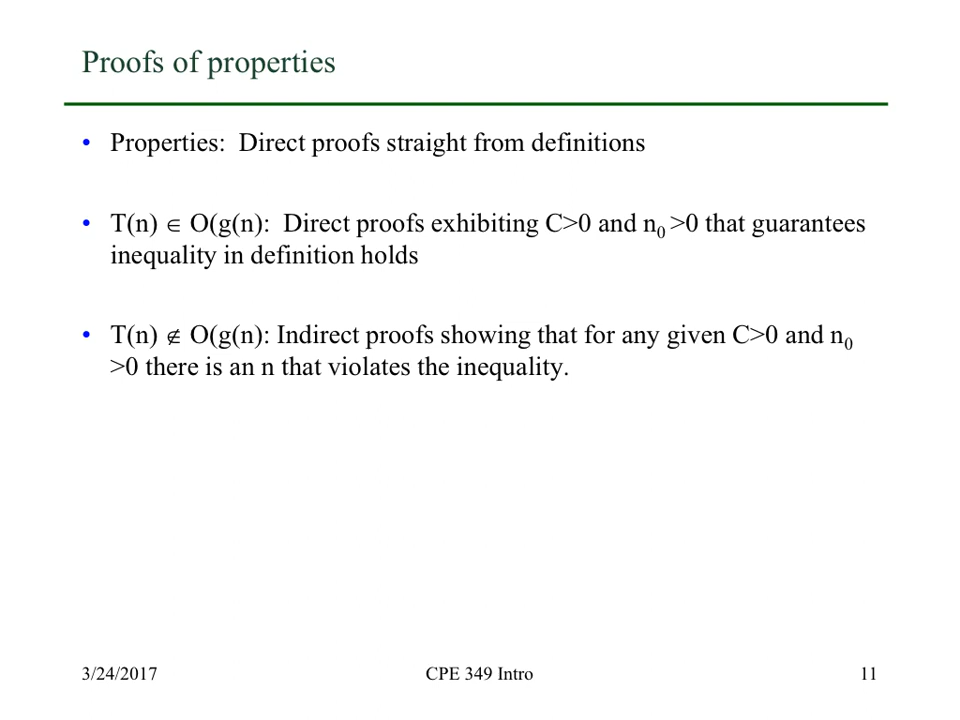 Proofs of properties
• Properties:  Direct proofs straight from definitions
• T(n) ∈ O(g(n):  Direct proofs exhibiting C>0 and n₀ >0 that guarantees
inequality in definition holds
• T(n) ∉ O(g(n): Indirect proofs showing that for any given C>0 and n₀
>0 there is an n that violates the inequality.
3/24/2017
CPE 349 Intro
11